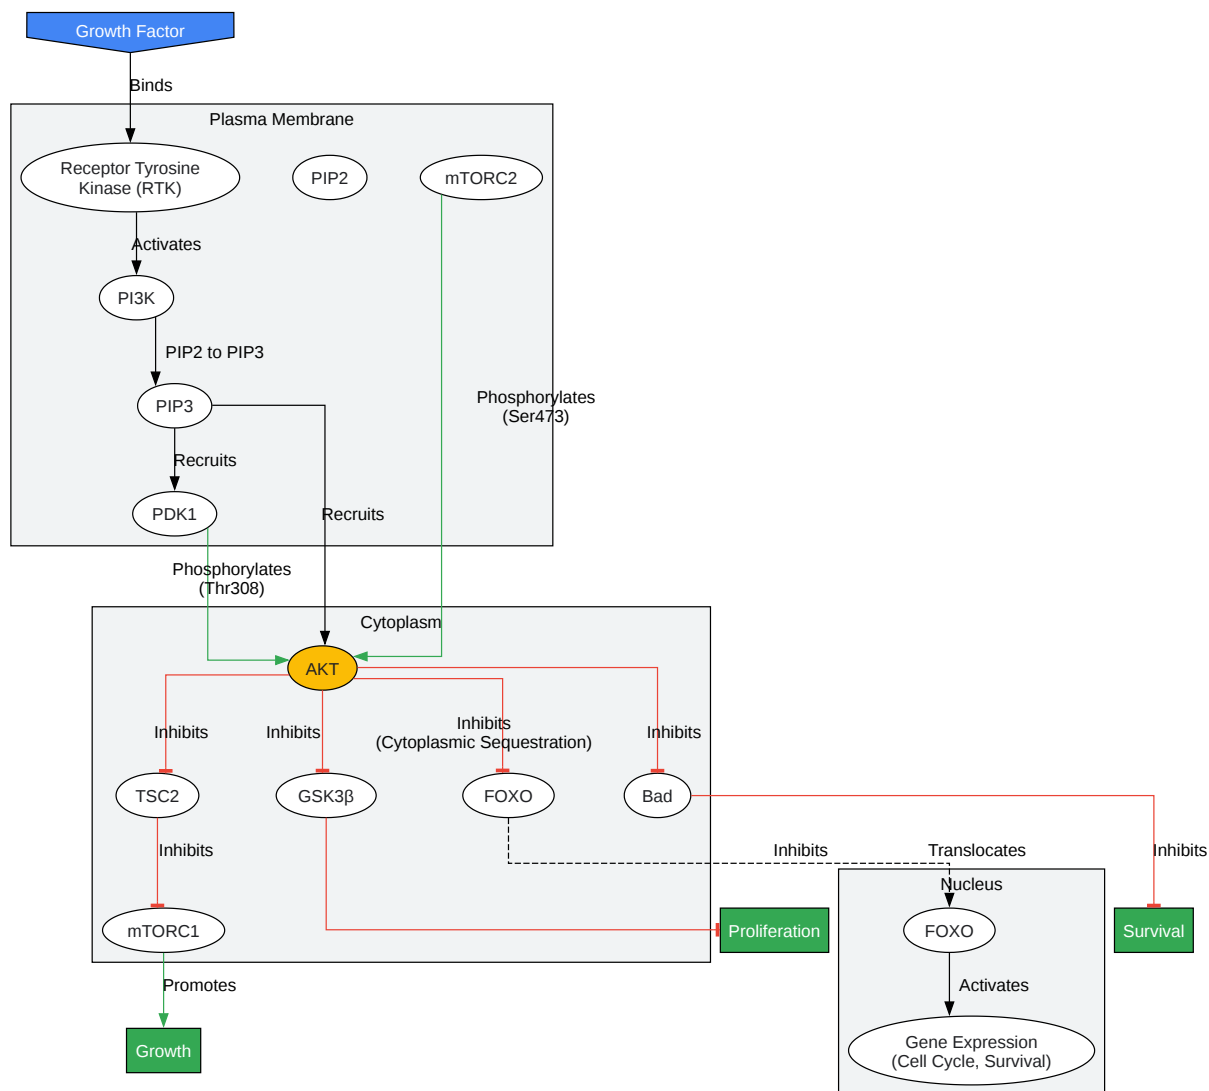 Growth Factor
Binds
Plasma Membrane
Receptor Tyrosine
Kinase (RTK)
PIP2
mTORC2
Activates
PI3K
PIP2 to PIP3
PIP3
Phosphorylates
(Ser473)
Recruits
PDK1
Recruits
Phosphorylates
(Thr308)
Cytoplasm
AKT
Inhibits
Inhibits
Inhibits
(Cytoplasmic Sequestration)
Inhibits
TSC2
GSK3β
FOXO
Bad
Inhibits
Inhibits
Translocates
Inhibits
Nucleus
mTORC1
Proliferation
FOXO
Survival
Promotes
Activates
Growth
Gene Expression
(Cell Cycle, Survival)